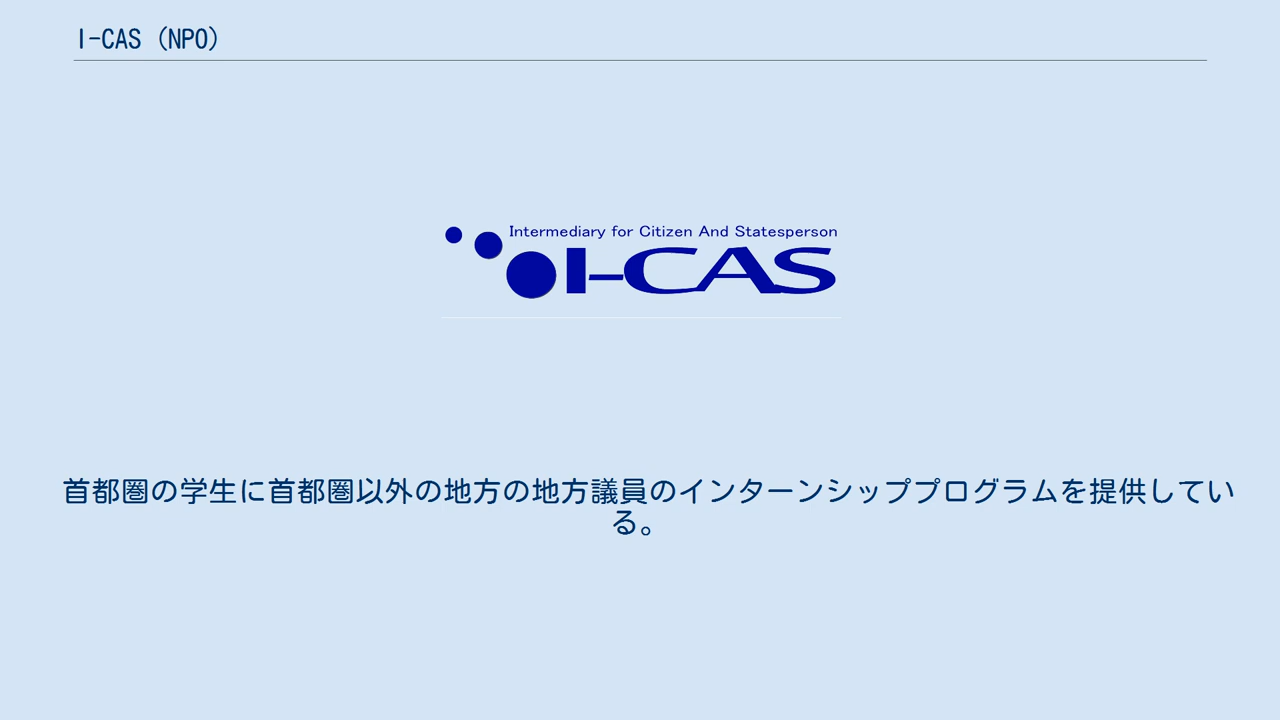 I-CAS（NPO）
Intermediary for Citizen And Statesperson
I-CAS
首都圏の学生に首都圏以外の地方の地方議員のインターンシッププログラムを提供してい
る。